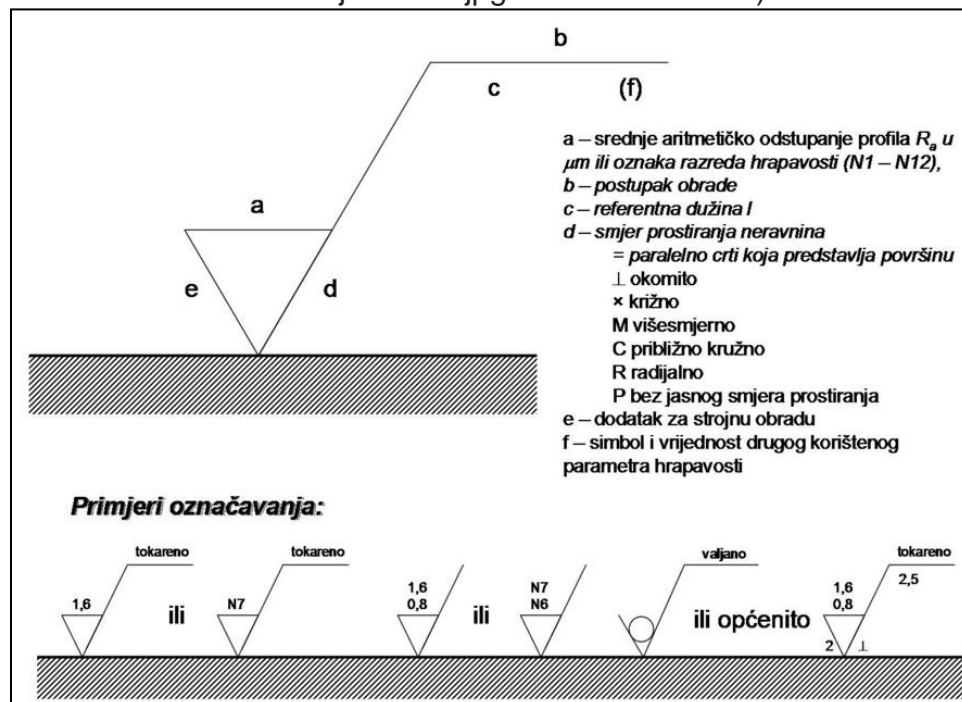 b
c (f)
a
e d
a – srednje aritmetičko odstupanje profila Ra u
μm ili oznaka razreda hrapavosti (N1 – N12),
b – postupak obrade
c – referentna dužina l
d – smjer prostiranja neravnina
= paralelno crti koja predstavlja površinu
⊥ okomito
× križno
M višesmjerno
C približno kružno
R radijalno
P bez jasnog smjera prostiranja
e – dodatak za strojnu obradu
f – simbol i vrijednost drugog korištenog
parametra hrapavosti
Primjeri označavanja:
tokareno
1,6
ili
tokareno
N7
1,6
0,8
ili
N7
N6
valjano
ili općenito
tokareno
2,5
1,6
0,8
2 ⊥